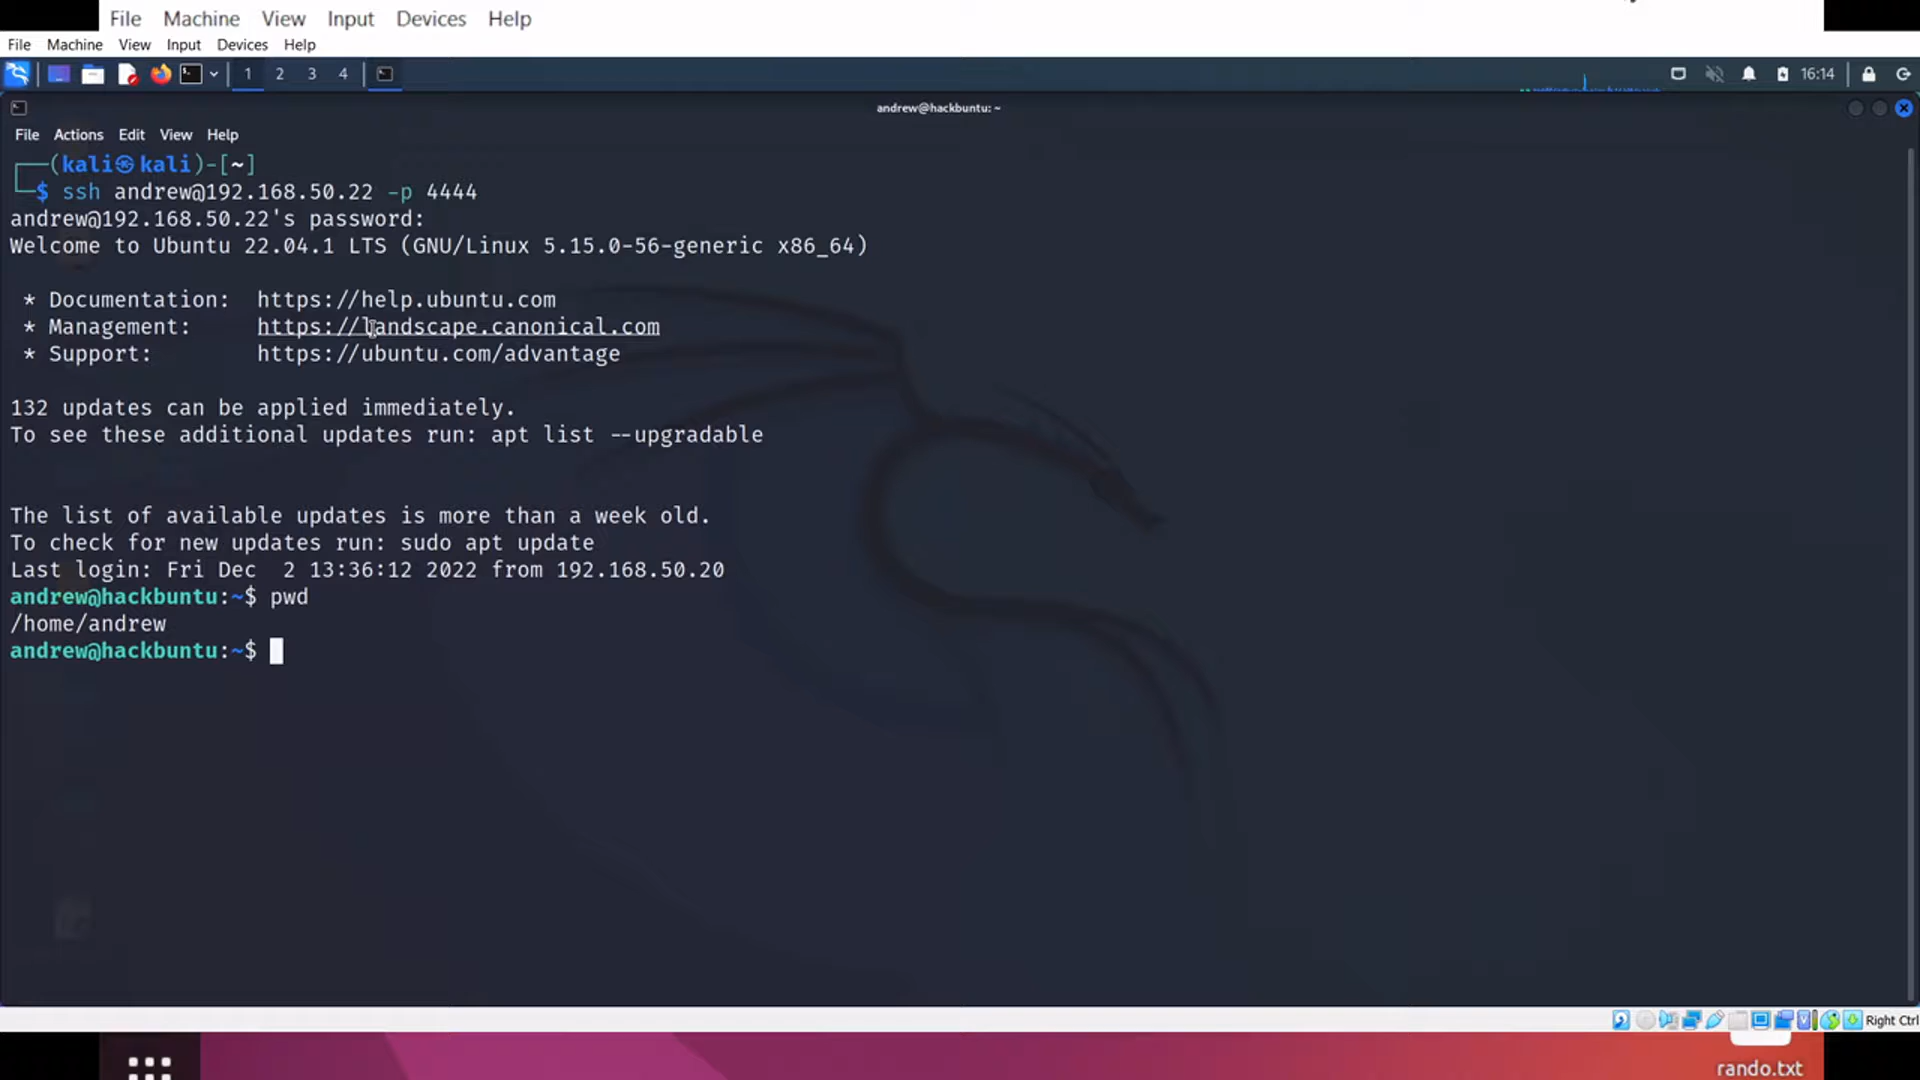 File Machine View Input Devices Help
File Machine View Input Devices Help
1 2 3 4 16:14
andrew@hackbuntu: ~
File Actions Edit View Help
┌──(kali㉿kali)-[~]
└─$ ssh andrew@192.168.50.22 -p 4444
andrew@192.168.50.22's password:
Welcome to Ubuntu 22.04.1 LTS (GNU/Linux 5.15.0-56-generic x86_64)
* Documentation: https://help.ubuntu.com
* Management: https://landscape.canonical.com
* Support: https://ubuntu.com/advantage
132 updates can be applied immediately.
To see these additional updates run: apt list --upgradable
The list of available updates is more than a week old.
To check for new updates run: sudo apt update
Last login: Fri Dec  2 13:36:12 2022 from 192.168.50.20
andrew@hackbuntu:~$ pwd
/home/andrew
andrew@hackbuntu:~$
Right Ctrl
rando.txt